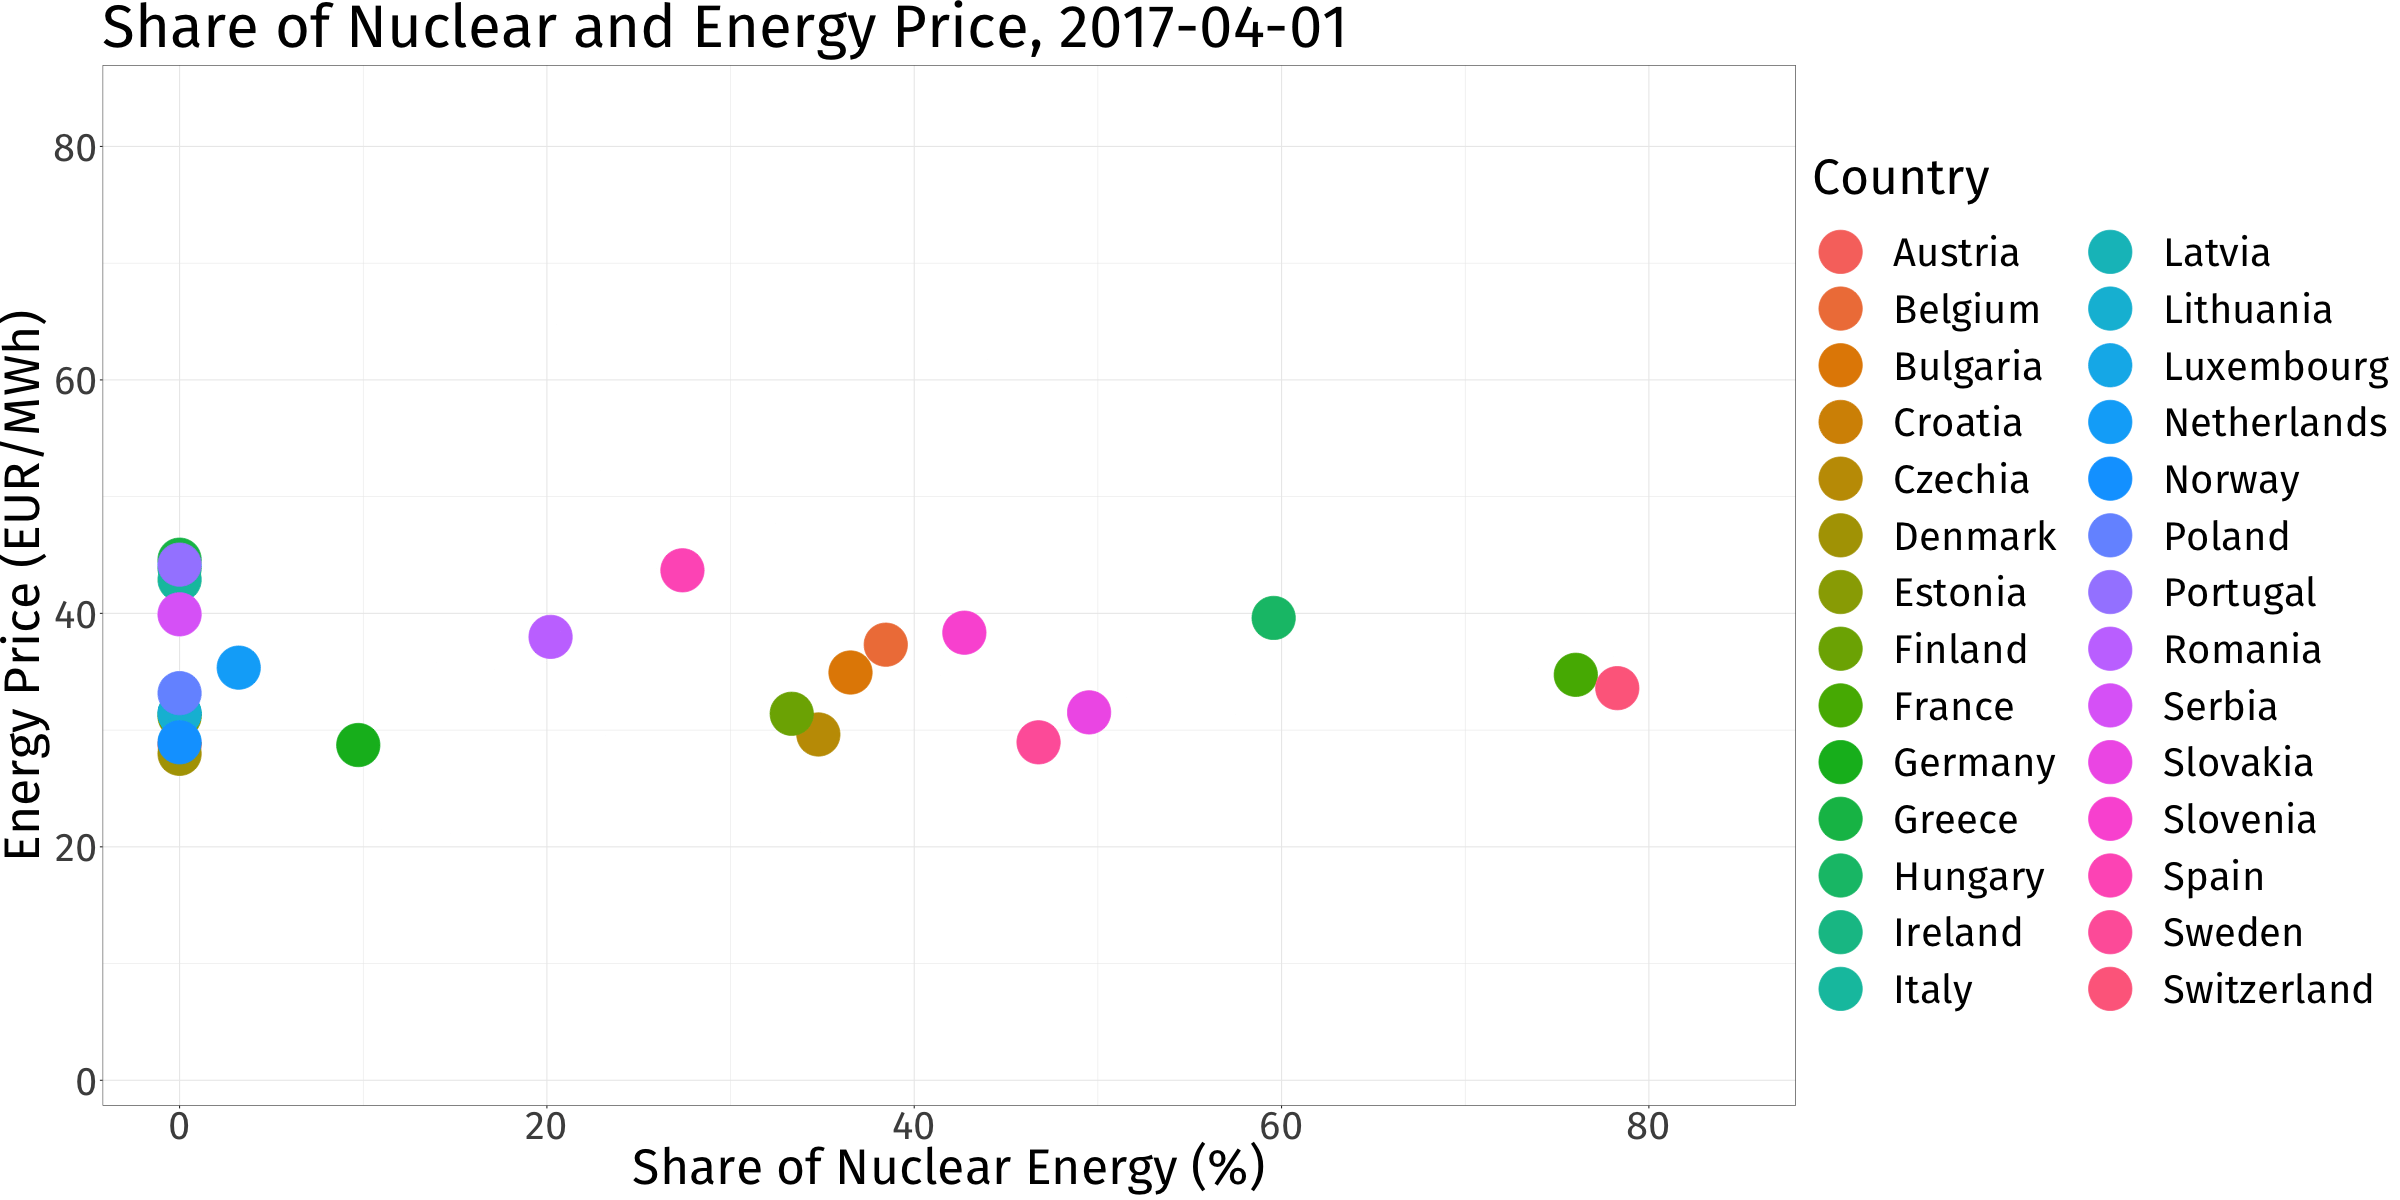 Share of Nuclear and Energy Price, 2017-04-01
Energy Price (EUR/MWh)
80
60
40
20
0
0 20 40 60 80
Share of Nuclear Energy (%)
Country
Austria
Belgium
Bulgaria
Croatia
Czechia
Denmark
Estonia
Finland
France
Germany
Greece
Hungary
Ireland
Italy
Latvia
Lithuania
Luxembourg
Netherlands
Norway
Poland
Portugal
Romania
Serbia
Slovakia
Slovenia
Spain
Sweden
Switzerland